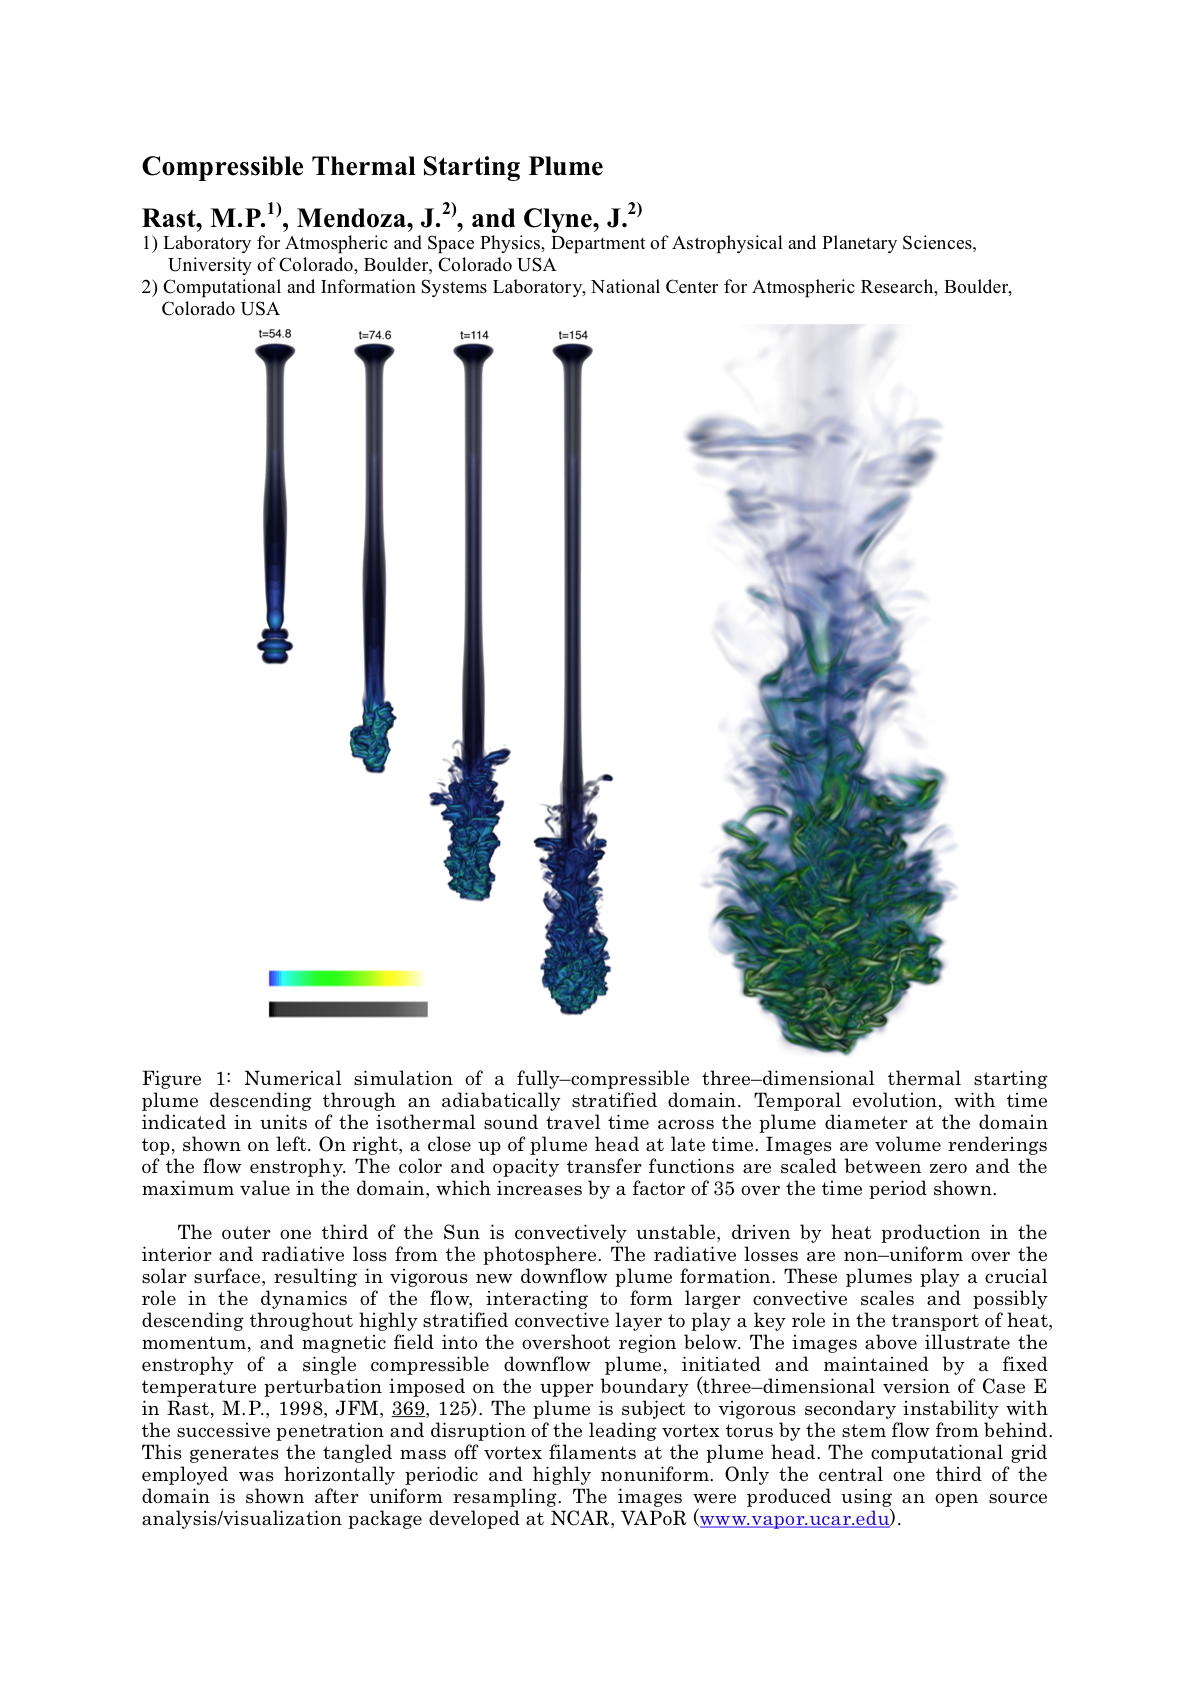 Compressible Thermal Starting Plume
Rast, M.P.1), Mendoza, J.2), and Clyne, J.2)
1) Laboratory for Atmospheric and Space Physics, Department of Astrophysical and Planetary Sciences,
University of Colorado, Boulder, Colorado USA
2) Computational and Information Systems Laboratory, National Center for Atmospheric Research, Boulder,
Colorado USA
t=54.8 t=74.6 t=114 t=154
Figure 1: Numerical simulation of a fully–compressible three–dimensional thermal starting
plume descending through an adiabatically stratified domain. Temporal evolution, with time
indicated in units of the isothermal sound travel time across the plume diameter at the domain
top, shown on left. On right, a close up of plume head at late time. Images are volume renderings
of the flow enstrophy. The color and opacity transfer functions are scaled between zero and the
maximum value in the domain, which increases by a factor of 35 over the time period shown.
The outer one third of the Sun is convectively unstable, driven by heat production in the
interior and radiative loss from the photosphere. The radiative losses are non–uniform over the
solar surface, resulting in vigorous new downflow plume formation. These plumes play a crucial
role in the dynamics of the flow, interacting to form larger convective scales and possibly
descending throughout highly stratified convective layer to play a key role in the transport of heat,
momentum, and magnetic field into the overshoot region below. The images above illustrate the
enstrophy of a single compressible downflow plume, initiated and maintained by a fixed
temperature perturbation imposed on the upper boundary (three–dimensional version of Case E
in Rast, M.P., 1998, JFM, 369, 125). The plume is subject to vigorous secondary instability with
the successive penetration and disruption of the leading vortex torus by the stem flow from behind.
This generates the tangled mass off vortex filaments at the plume head. The computational grid
employed was horizontally periodic and highly nonuniform. Only the central one third of the
domain is shown after uniform resampling. The images were produced using an open source
analysis/visualization package developed at NCAR, VAPoR (www.vapor.ucar.edu).